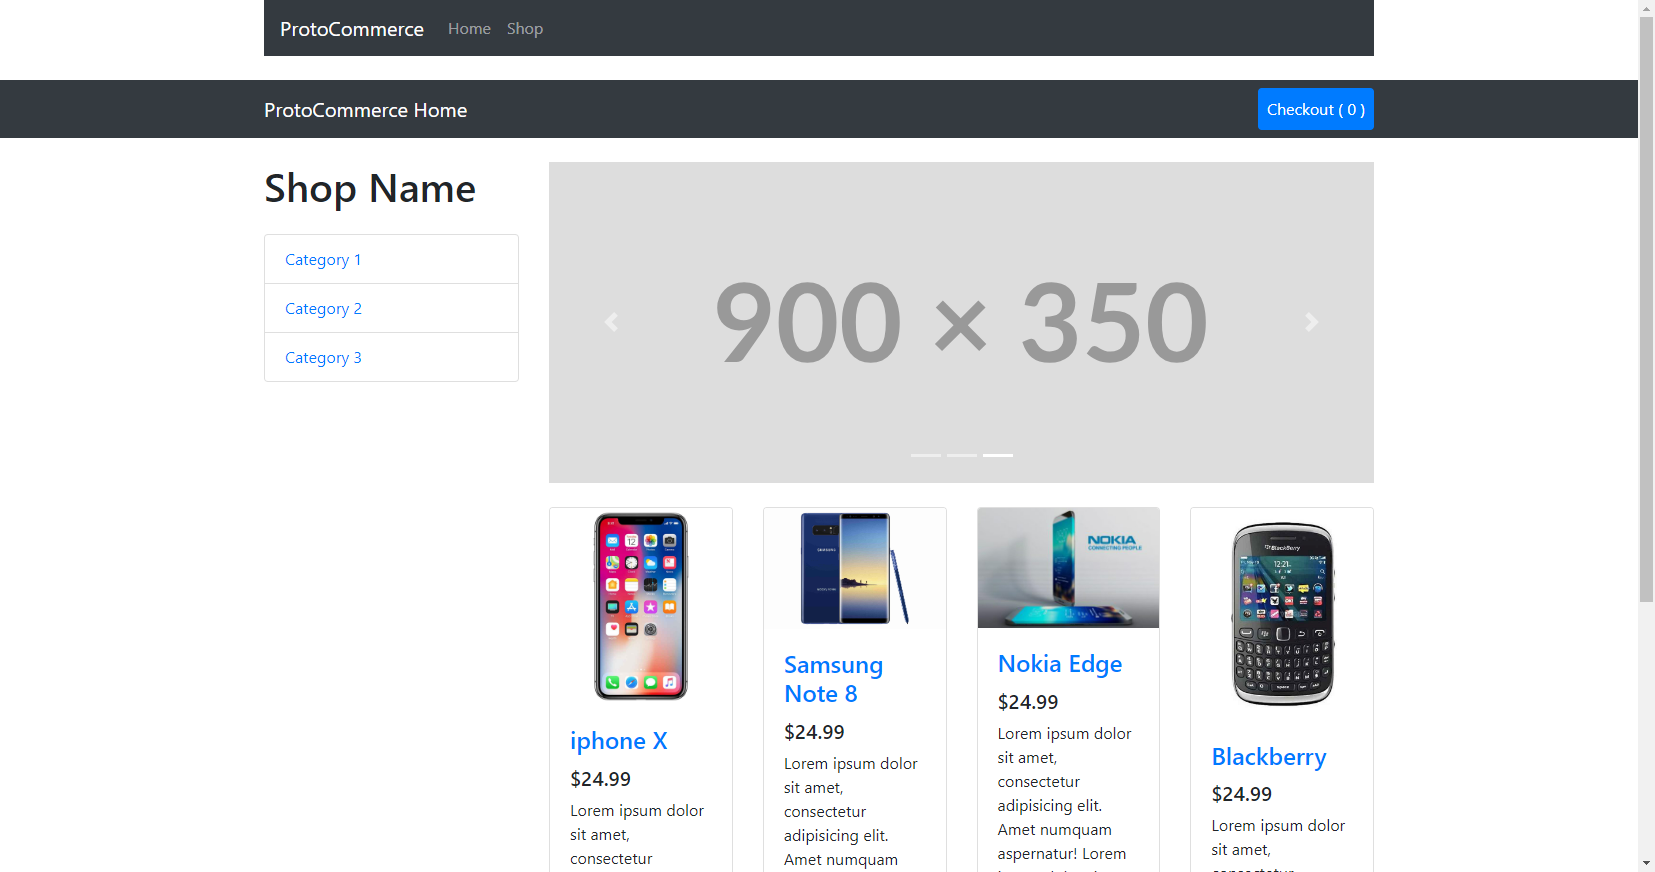 ProtoCommerce Home Shop
ProtoCommerce Home
Checkout ( 0 )
Shop Name
Category 1
Category 2
Category 3
900 × 350
NOKIA
CONNECTING PEOPLE
BlackBerry
iphone X
$24.99
Lorem ipsum dolor
sit amet,
consectetur
Samsung
Note 8
$24.99
Lorem ipsum dolor
sit amet,
consectetur
adipisicing elit.
Amet numquam
Nokia Edge
$24.99
Lorem ipsum dolor
sit amet,
consectetur
adipisicing elit.
Amet numquam
aspernatur! Lorem
Blackberry
$24.99
Lorem ipsum dolor
sit amet,